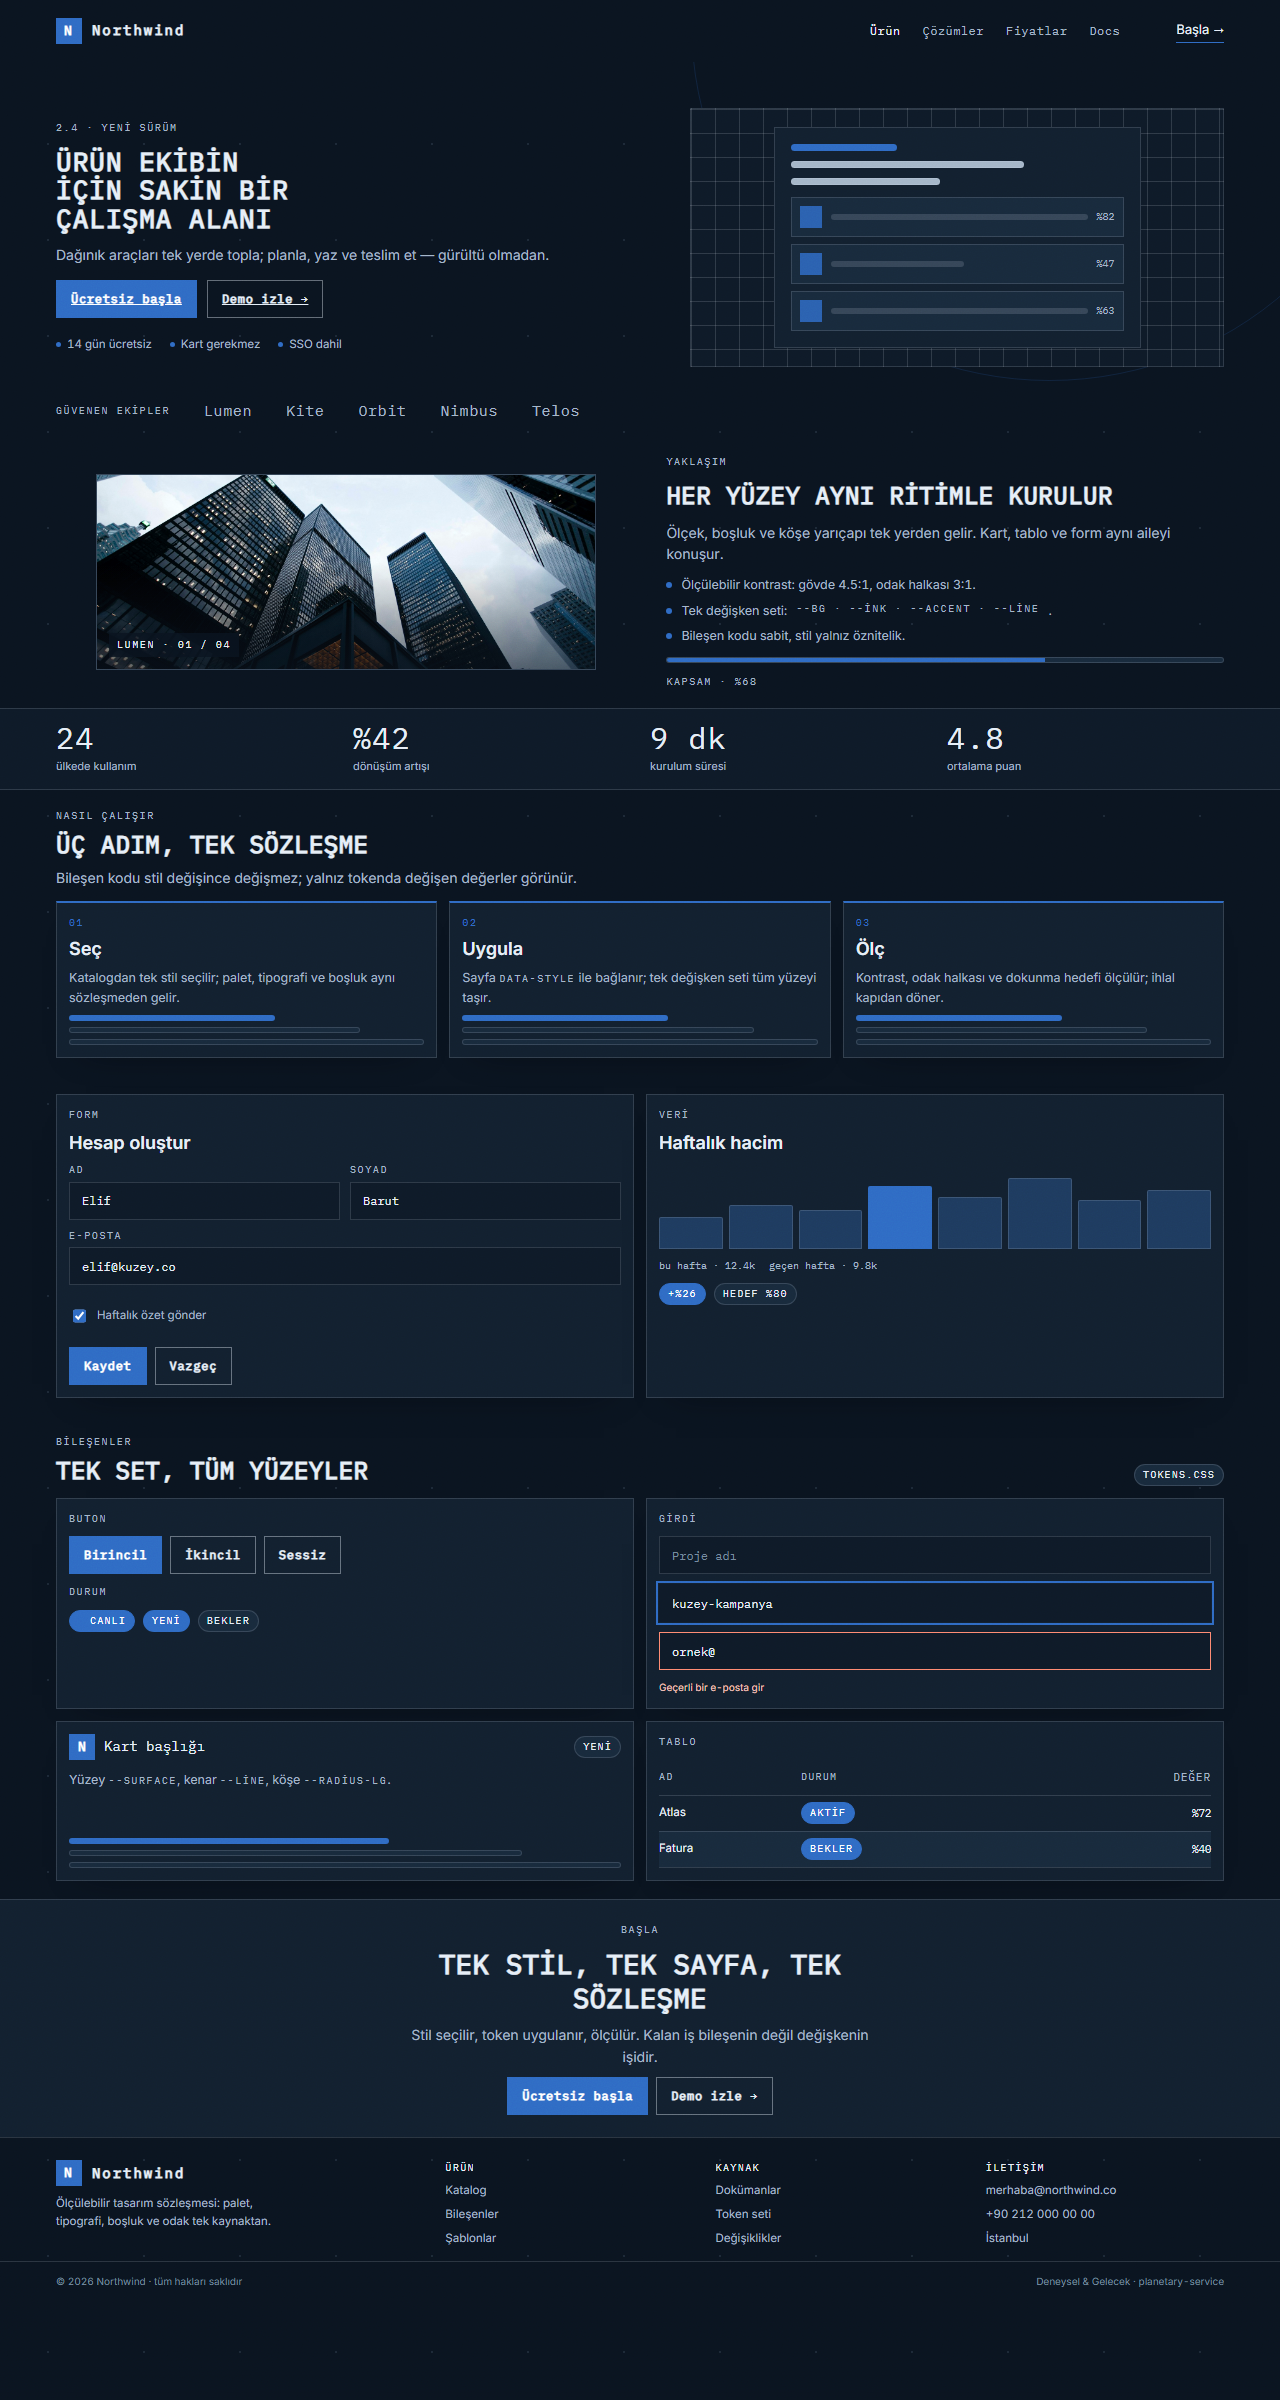 N Northwind
Ürün Çözümler Fiyatlar Docs Başla →
2.4 · YENİ SÜRÜM
ÜRÜN EKİBİN
İÇİN SAKİN BİR
ÇALIŞMA ALANI
Dağınık araçları tek yerde topla; planla, yaz ve teslim et — gürültü olmadan.
Ücretsiz başla Demo izle →
14 gün ücretsiz Kart gerekmez SSO dahil
%82
%47
%63
GÜVENEN EKİPLER Lumen Kite Orbit Nimbus Telos
LUMEN · 01 / 04
YAKLAŞIM
HER YÜZEY AYNI RİTİMLE KURULUR
Ölçek, boşluk ve köşe yarıçapı tek yerden gelir. Kart, tablo ve form aynı aileyi
konuşur.
Ölçülebilir kontrast: gövde 4.5:1, odak halkası 3:1.
Tek değişken seti: --BG · --İNK · --ACCENT · --LİNE .
Bileşen kodu sabit, stil yalnız öznitelik.
KAPSAM · %68
24 %42 9 dk 4.8
ülkede kullanım dönüşüm artışı kurulum süresi ortalama puan
NASIL ÇALIŞIR
ÜÇ ADIM, TEK SÖZLEŞME
Bileşen kodu stil değişince değişmez; yalnız tokenda değişen değerler görünür.
01
Seç
Katalogdan tek stil seçilir; palet, tipografi ve boşluk aynı
sözleşmeden gelir.
02
Uygula
Sayfa DATA-STYLE ile bağlanır; tek değişken seti tüm yüzeyi
taşır.
03
Ölç
Kontrast, odak halkası ve dokunma hedefi ölçülür; ihlal
kapıdan döner.
FORM
Hesap oluştur
AD SOYAD
Elif Barut
E-POSTA
elif@kuzey.co
Haftalık özet gönder
Kaydet Vazgeç
VERİ
Haftalık hacim
bu hafta · 12.4k geçen hafta · 9.8k
+%26 HEDEF %80
BİLEŞENLER
TEK SET, TÜM YÜZEYLER
TOKENS.CSS
BUTON
Birincil İkincil Sessiz
DURUM
CANLI YENİ BEKLER
GİRDİ
Proje adı
kuzey-kampanya
ornek@
Geçerli bir e-posta gir
N Kart başlığı YENİ
Yüzey --SURFACE, kenar --LİNE, köşe --RADİUS-LG.
TABLO
AD DURUM DEĞER
Atlas AKTİF %72
Fatura BEKLER %40
BAŞLA
TEK STİL, TEK SAYFA, TEK
SÖZLEŞME
Stil seçilir, token uygulanır, ölçülür. Kalan iş bileşenin değil değişkenin
işidir.
Ücretsiz başla Demo izle →
N Northwind
Ölçülebilir tasarım sözleşmesi: palet,
tipografi, boşluk ve odak tek kaynaktan.
ÜRÜN
Katalog
Bileşenler
Şablonlar
KAYNAK
Dokümanlar
Token seti
Değişiklikler
İLETİŞİM
merhaba@northwind.co
+90 212 000 00 00
İstanbul
© 2026 Northwind · tüm hakları saklıdır
Deneysel & Gelecek · planetary-service